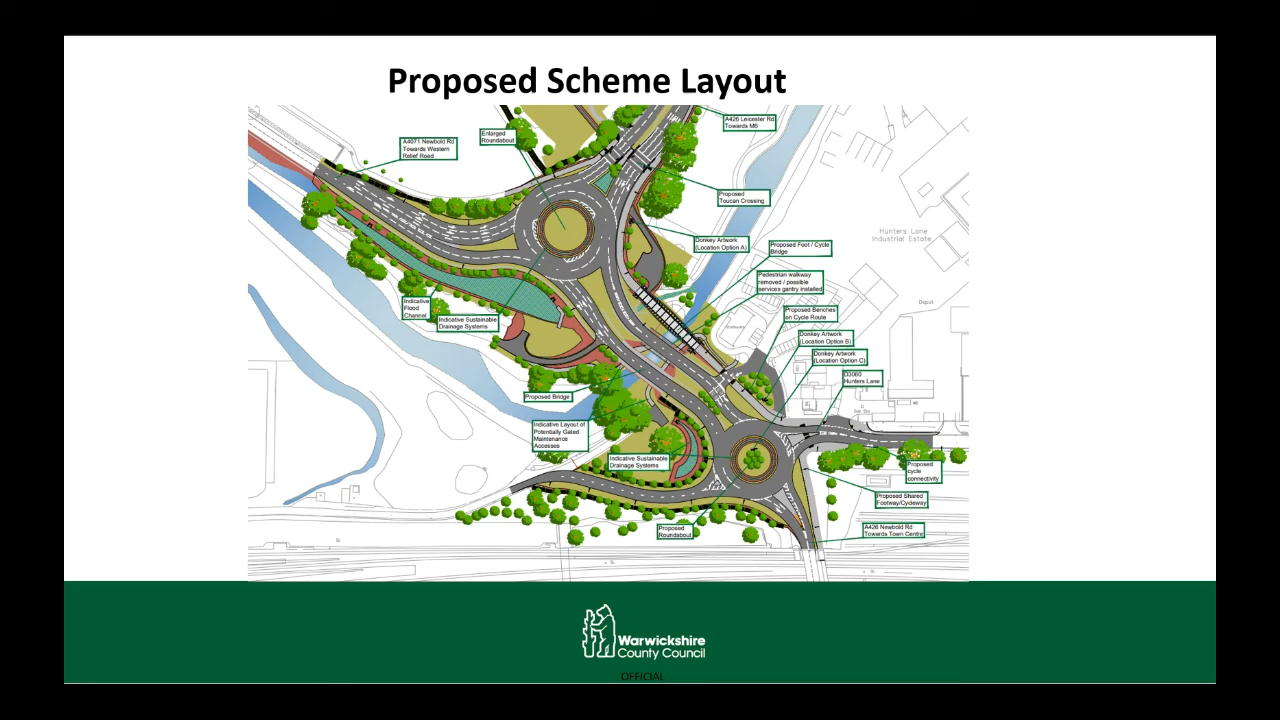 Proposed Scheme Layout
A426 Leicester Rd
Towards M6
Enlarged
Roundabout
A4071 Newbold Rd
Towards Western
Relief Road
Proposed
Toucan Crossing
Hunters Lane
Industrial Estate
Donkey Artwork
(Location Option A)
Proposed Foot / Cycle
Bridge
Pedestrian walkway
removed / possible
services gantry installed
Depot
Indicative
Flood
Channel
Indicative Sustainable
Drainage Systems
Proposed Benches
on Cycle Route
Donkey Artwork
(Location Option B)
Donkey Artwork
(Location Option C)
D3060
Hunters Lane
Proposed Bridge
Indicative Layout of
Potentially Gated
Maintenance
Accesses
Indicative Sustainable
Drainage Systems
Proposed
cycle
connectivity
Proposed Shared
Footway/Cycleway
Proposed
Roundabout
A426 Newbold Rd
Towards Town Centre
Warwickshire
County Council
OFFICIAL